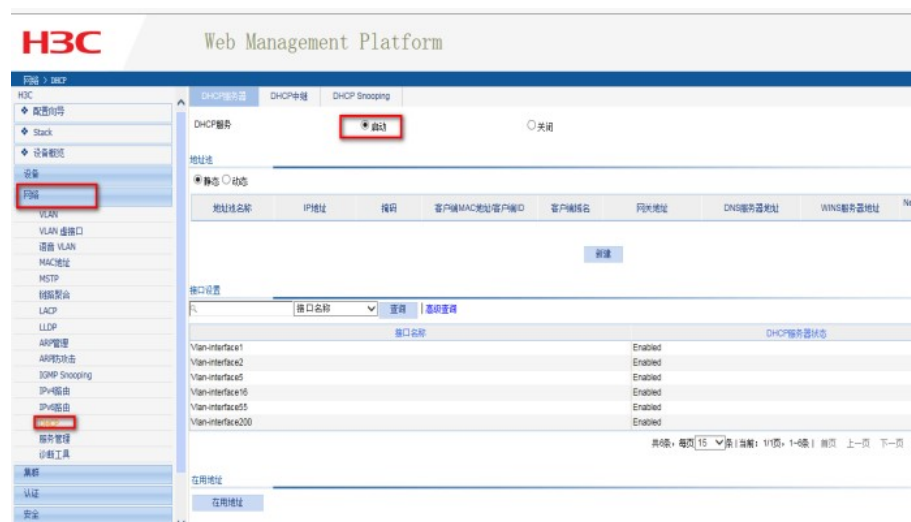 H3C
Web Management Platform
网络 > DHCP
H3C
配置向导
Stack
设备概览
设备
网络
VLAN
VLAN 虚接口
语音 VLAN
MAC地址
MSTP
链路聚合
LACP
LLDP
ARP管理
ARP防攻击
IGMP Snooping
IPv4路由
IPv6路由
DHCP
服务管理
诊断工具
集群
认证
安全
DHCP服务器 DHCP中继 DHCP Snooping
DHCP服务 启动 关闭
地址池
静态 动态
地址池名称 IP地址 掩码 客户端MAC地址/客户端ID 客户端域名 网关地址 DNS服务器地址 WINS服务器地址
新建
接口设置
接口名称 查询 高级查询
接口名称 DHCP服务器状态
Vlan-interface1 Enabled
Vlan-interface2 Enabled
Vlan-interface5 Enabled
Vlan-interface16 Enabled
Vlan-interface55 Enabled
Vlan-interface200 Enabled
共6条，每页 15 条 | 当前：1/1页，1~6条 | 首页 上一页 下一页
在用地址
在用地址